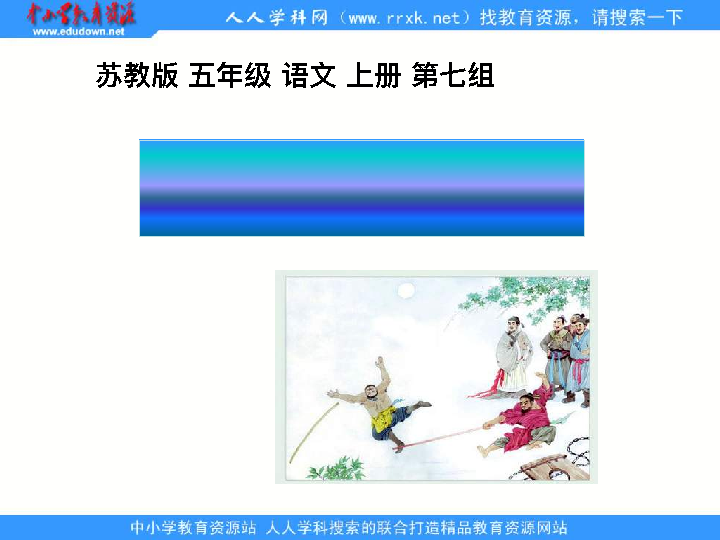 中小学教育资源
www.edudown.net
人人学科网（www.rrxk.net）找教育资源，请搜索一下
苏教版 五年级 语文 上册 第七组
中小学教育资源站 人人学科搜索的联合打造精品教育资源网站